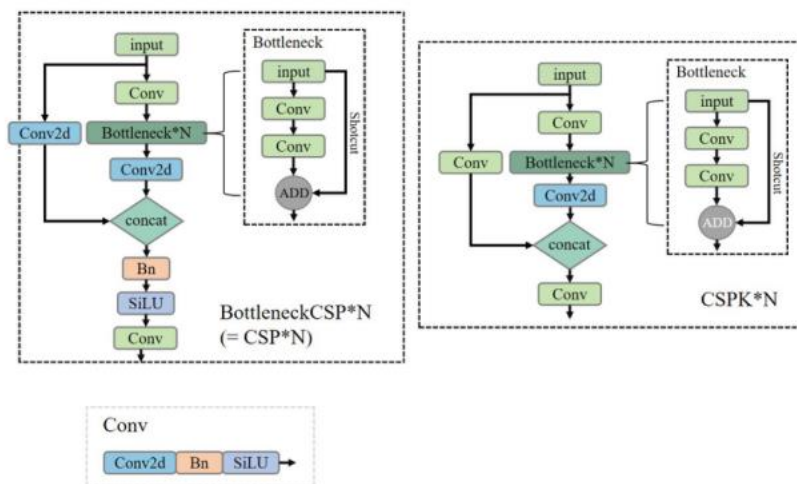 input
Conv
Conv2d
Bottleneck*N
Conv2d
concat
Bn
SiLU
Conv
BottleneckCSP*N
(= CSP*N)
Bottleneck
input
Conv
Conv
Shotcut
ADD
input
Conv
Conv
Bottleneck*N
Conv2d
concat
Conv
CSPK*N
Bottleneck
input
Conv
Conv
Shotcut
ADD
Conv
Conv2d Bn SiLU